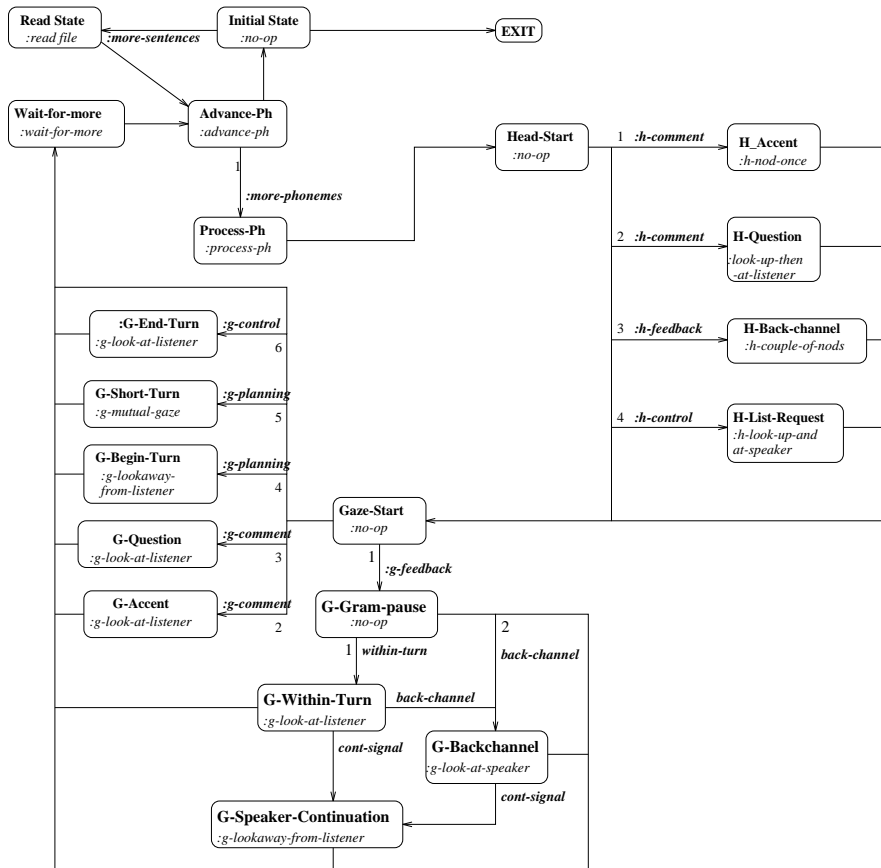 Read State
:read file
:more-sentences
Initial State
:no-op
EXIT
Wait-for-more
:wait-for-more
Advance-Ph
:advance-ph
1
:more-phonemes
Process-Ph
:process-ph
Head-Start
:no-op
1 :h-comment
H_Accent
:h-nod-once
2 :h-comment
H-Question
:look-up-then
-at-listener
3 :h-feedback
H-Back-channel
:h-couple-of-nods
4 :h-control
H-List-Request
:h-look-up-and
at-speaker
:G-End-Turn
:g-look-at-listener
:g-control
6
G-Short-Turn
:g-mutual-gaze
:g-planning
5
G-Begin-Turn
:g-lookaway-
from-listener
:g-planning
4
G-Question
:g-look-at-listener
:g-comment
3
G-Accent
:g-look-at-listener
:g-comment
2
Gaze-Start
:no-op
1
:g-feedback
G-Gram-pause
:no-op
1 within-turn
2
back-channel
G-Within-Turn
:g-look-at-listener
back-channel
cont-signal
G-Backchannel
:g-look-at-speaker
cont-signal
G-Speaker-Continuation
:g-lookaway-from-listener